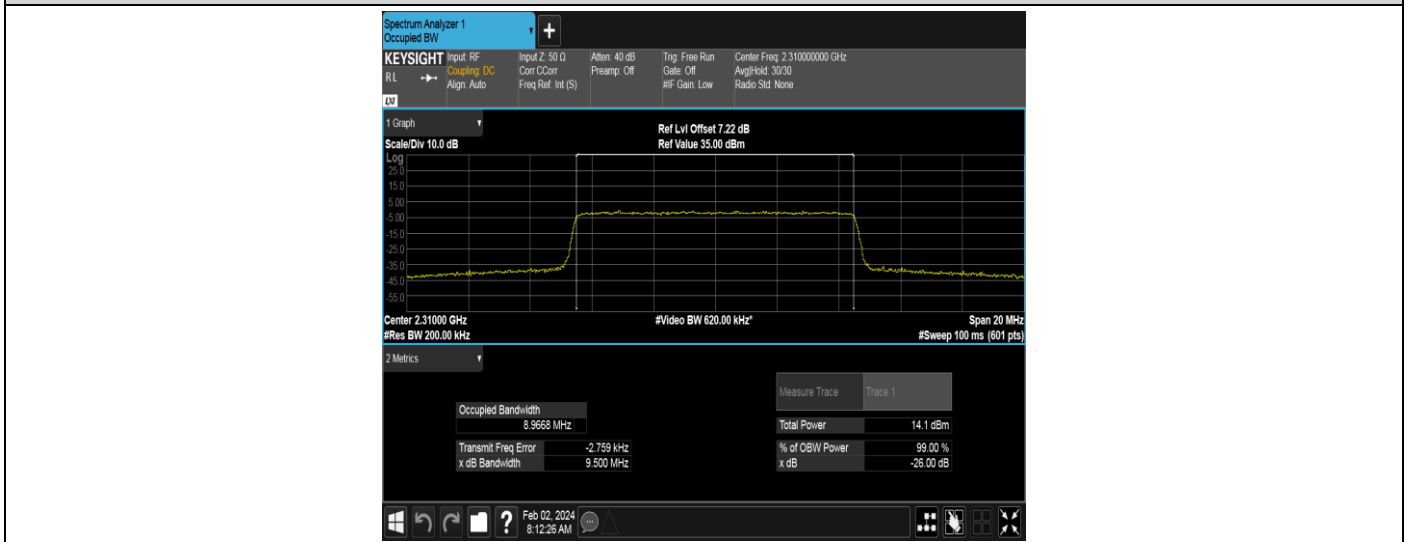 Spectrum Analyzer 1
Occupied BW
+
KEYSIGHT Input: RF Input Z: 50 Ω Atten: 40 dB Trig: Free Run Center Freq: 2.310000000 GHz
RL Coupling: DC Corr CCorr Preamp: Off Gate: Off Avg|Hold: 30/30
Align: Auto Freq Ref: Int (S) #IF Gain: Low Radio Std: None
LXI
1 Graph
Ref Lvl Offset 7.22 dB
Scale/Div 10.0 dB Ref Value 35.00 dBm
Log
25.0
15.0
5.00
-5.00
-15.0
-25.0
-35.0
-45.0
-55.0
Center 2.31000 GHz #Video BW 620.00 kHz* Span 20 MHz
#Res BW 200.00 kHz #Sweep 100 ms (601 pts)
2 Metrics
Measure Trace Trace 1
Occupied Bandwidth
8.9668 MHz Total Power 14.1 dBm
Transmit Freq Error -2.759 kHz % of OBW Power 99.00 %
x dB Bandwidth 9.500 MHz x dB -26.00 dB
? Feb 02, 2024
8:12:26 AM